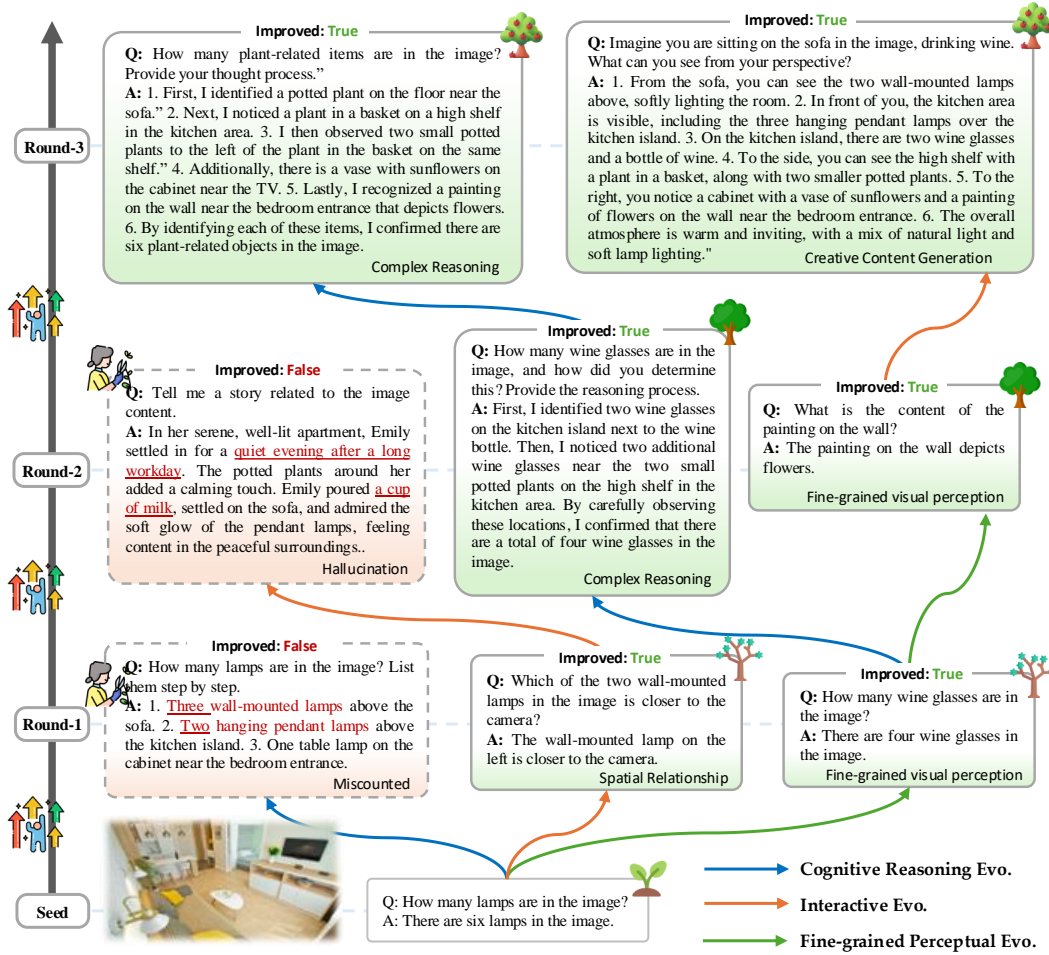 Improved: True
Q: How many plant-related items are in the image?
Provide your thought process.”
A: 1. First, I identified a potted plant on the floor near the
sofa.” 2. Next, I noticed a plant in a basket on a high shelf
in the kitchen area. 3. I then observed two small potted
plants to the left of the plant in the basket on the same
shelf.” 4. Additionally, there is a vase with sunflowers on
the cabinet near the TV. 5. Lastly, I recognized a painting
on the wall near the bedroom entrance that depicts flowers.
6. By identifying each of these items, I confirmed there are
six plant-related objects in the image.
Complex Reasoning
Improved: True
Q: Imagine you are sitting on the sofa in the image, drinking wine.
What can you see from your perspective?
A: 1. From the sofa, you can see the two wall-mounted lamps
above, softly lighting the room. 2. In front of you, the kitchen area
is visible, including the three hanging pendant lamps over the
kitchen island. 3. On the kitchen island, there are two wine glasses
and a bottle of wine. 4. To the side, you can see the high shelf with
a plant in a basket, along with two smaller potted plants. 5. To the
right, you notice a cabinet with a vase of sunflowers and a painting
of flowers on the wall near the bedroom entrance. 6. The overall
atmosphere is warm and inviting, with a mix of natural light and
soft lamp lighting."
Creative Content Generation
Round-3
Improved: False
Q: Tell me a story related to the image
content.
A: In her serene, well-lit apartment, Emily
settled in for a quiet evening after a long
workday. The potted plants around her
added a calming touch. Emily poured a cup
of milk, settled on the sofa, and admired the
soft glow of the pendant lamps, feeling
content in the peaceful surroundings..
Hallucination
Improved: True
Q: How many wine glasses are in the
image, and how did you determine
this? Provide the reasoning process.
A: First, I identified two wine glasses
on the kitchen island next to the wine
bottle. Then, I noticed two additional
wine glasses near the two small
potted plants on the high shelf in the
kitchen area. By carefully observing
these locations, I confirmed that there
are a total of four wine glasses in the
image.
Complex Reasoning
Improved: True
Q: What is the content of the
painting on the wall?
A: The painting on the wall depicts
flowers.
Fine-grained visual perception
Round-2
Improved: False
Q: How many lamps are in the image? List
them step by step.
A: 1. Three wall-mounted lamps above the
sofa. 2. Two hanging pendant lamps above
the kitchen island. 3. One table lamp on the
cabinet near the bedroom entrance.
Miscounted
Improved: True
Q: Which of the two wall-mounted
lamps in the image is closer to the
camera?
A: The wall-mounted lamp on the
left is closer to the camera.
Spatial Relationship
Improved: True
Q: How many wine glasses are in
the image?
A: There are four wine glasses in
the image.
Fine-grained visual perception
Round-1
Seed
Q: How many lamps are in the image?
A: There are six lamps in the image.
Cognitive Reasoning Evo.
Interactive Evo.
Fine-grained Perceptual Evo.